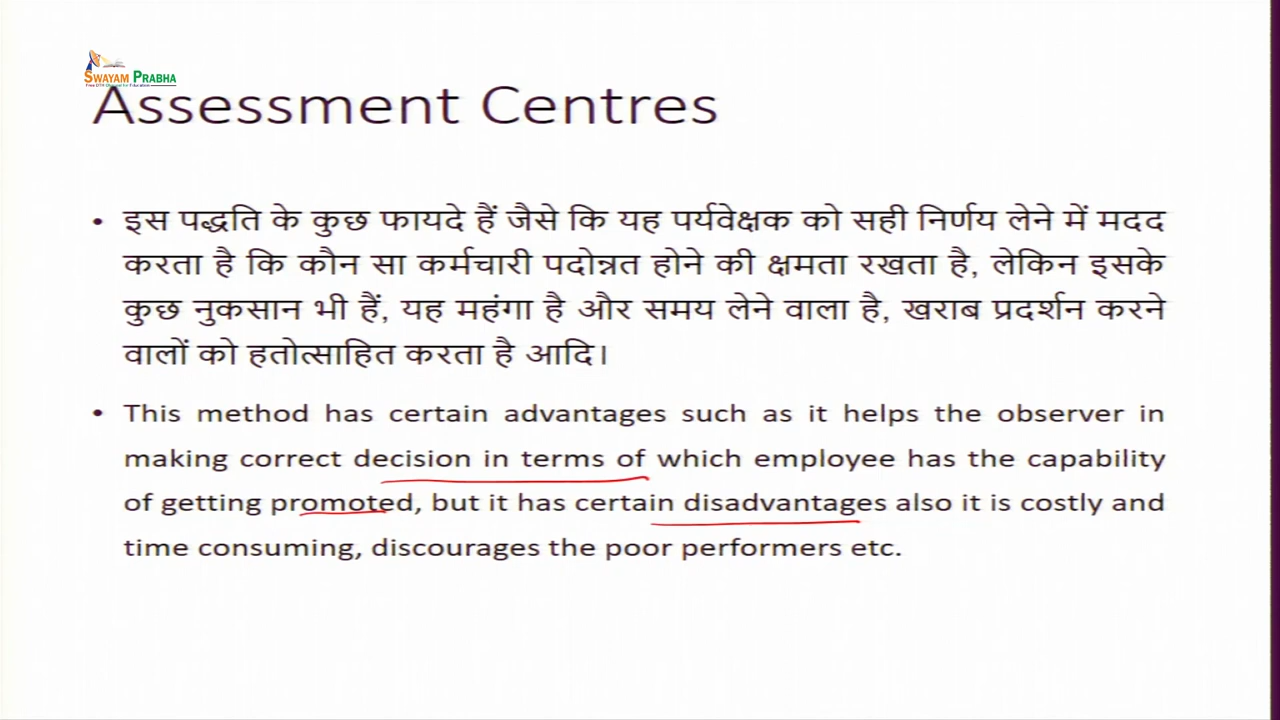 SWAYAM PRABHA
Assessment Centres
• इस पद्धति के कुछ फायदे हैं जैसे कि यह पर्यवेक्षक को सही निर्णय लेने में मदद
करता है कि कौन सा कर्मचारी पदोन्नत होने की क्षमता रखता है, लेकिन इसके
कुछ नुकसान भी हैं, यह महंगा है और समय लेने वाला है, खराब प्रदर्शन करने
वालों को हतोत्साहित करता है आदि।
• This method has certain advantages such as it helps the observer in
making correct decision in terms of which employee has the capability
of getting promoted, but it has certain disadvantages also it is costly and
time consuming, discourages the poor performers etc.